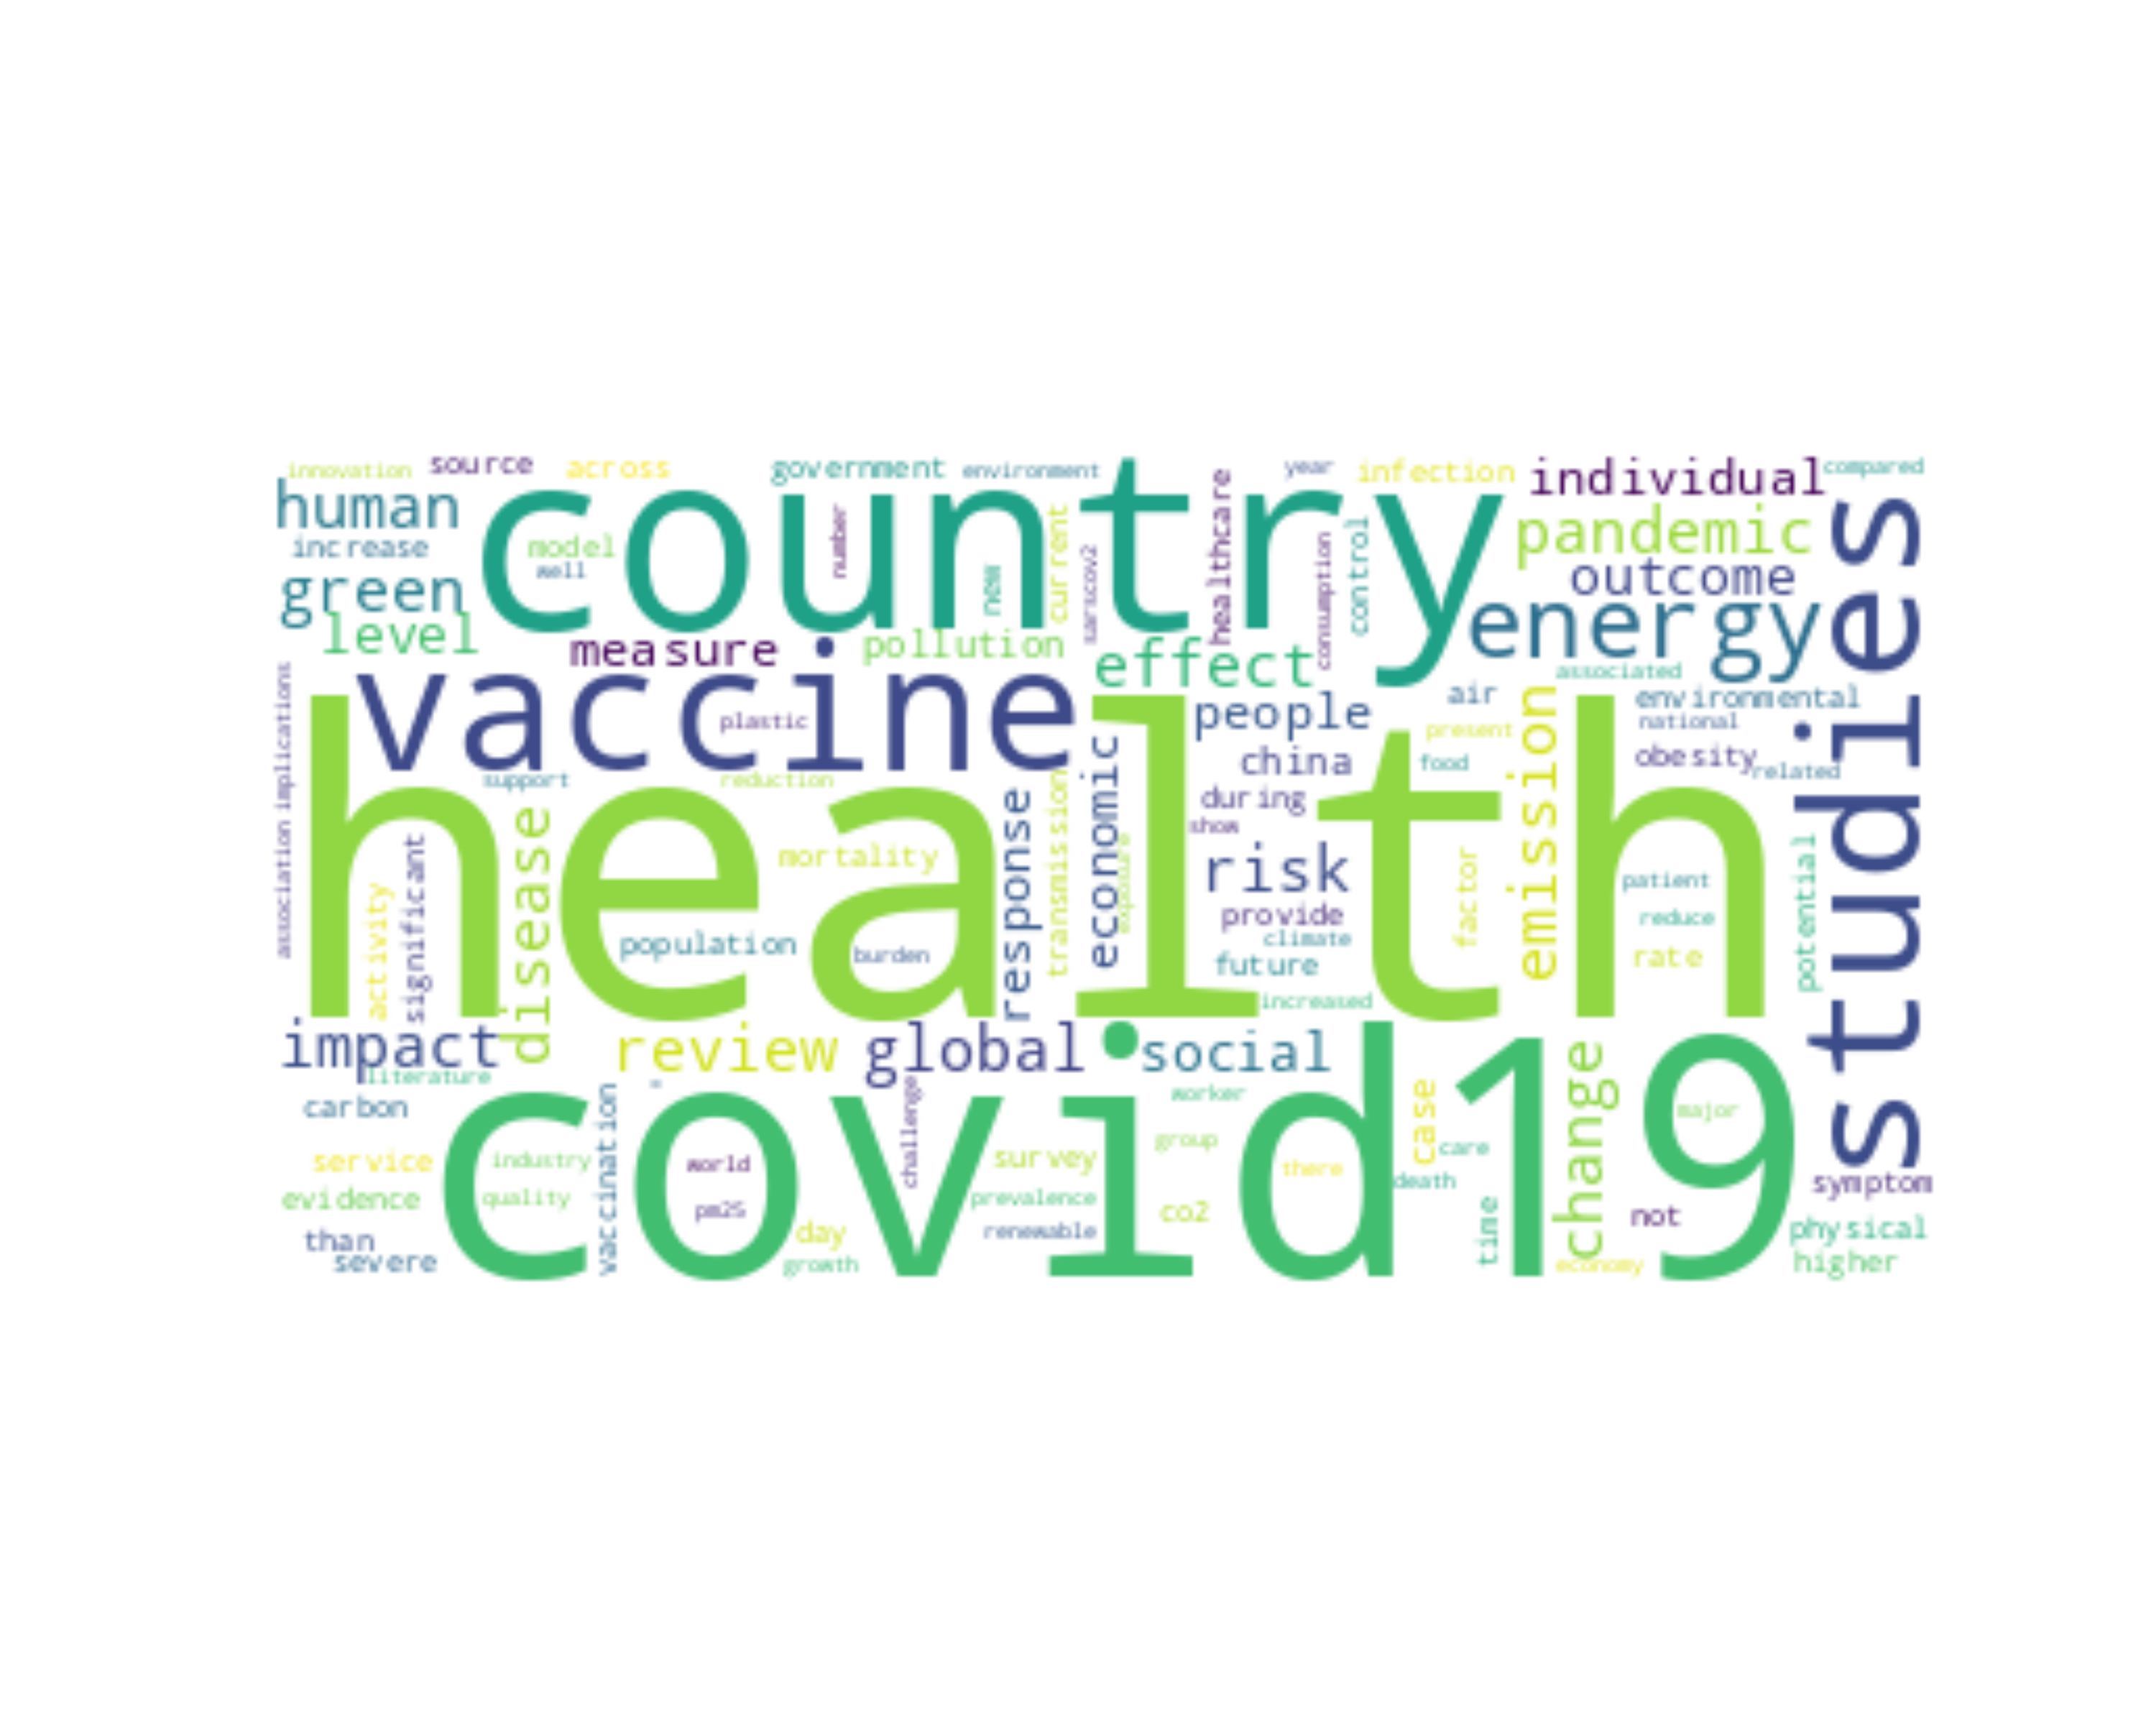 innovation
source
across
government
environment
year
infection
individual
compared
human
country
number
current
sarscov2
healthcare
consumption
control
pandemic
studies
increase
model
well
new
green
outcome
energy
level
measure
pollution
effect
associated
association implications
vaccine
plastic
people
air
emission
environmental
present
national
economic
china
food
obesity
related
support
reduction
health
disease
response
transmission
during
show
exposure
mortality
risk
factor
potential
activity
significant
patient
population
burden
provide
reduce
climate
future
rate
increased
impact
review
global
social
literature
covid19
vaccination
challenge
worker
case
change
major
carbon
service
industry
world
survey
group
there
care
evidence
quality
pm25
prevalence
co2
death
time
not
symptom
than
severe
day
renewable
growth
economy
physical
higher